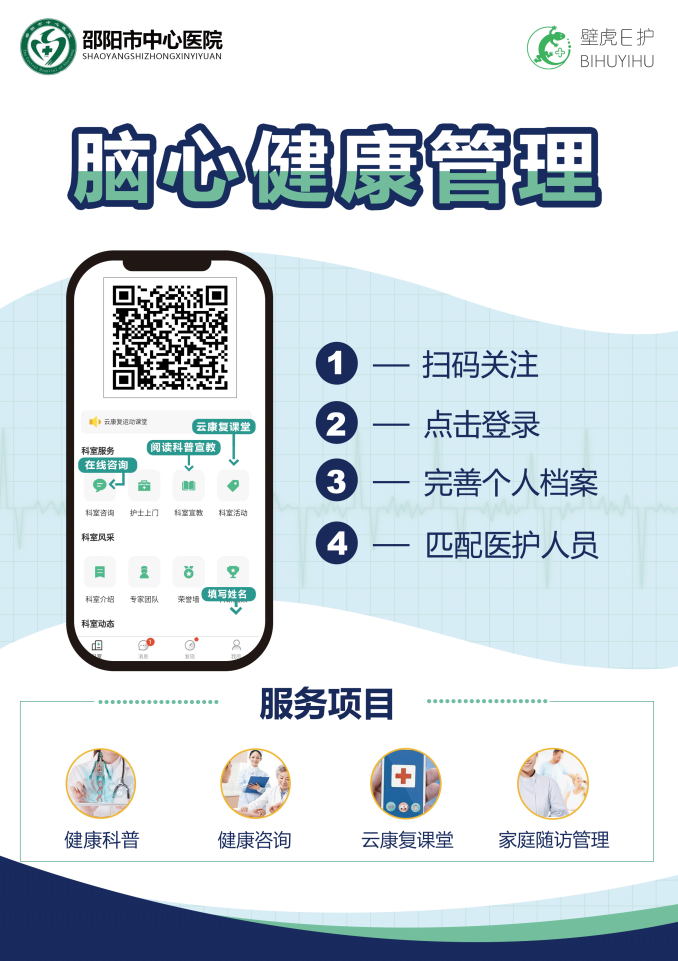 邵阳市中心医院
SHAOYANGSHIZHONGXINYIYUAN
壁虎E护
BIHUYIHU
脑心健康管理
云康复运动课堂
云康复课堂
科室服务
阅读科普宣教
在线咨询
科室咨询 护士上门 科室宣教 科室活动
科室风采
科室介绍 专家团队 荣誉墙
填写姓名
科室动态
1
消息 发现 我的
1 — 扫码关注
2 — 点击登录
3 — 完善个人档案
4 — 匹配医护人员
服务项目
健康科普 健康咨询 云康复课堂 家庭随访管理